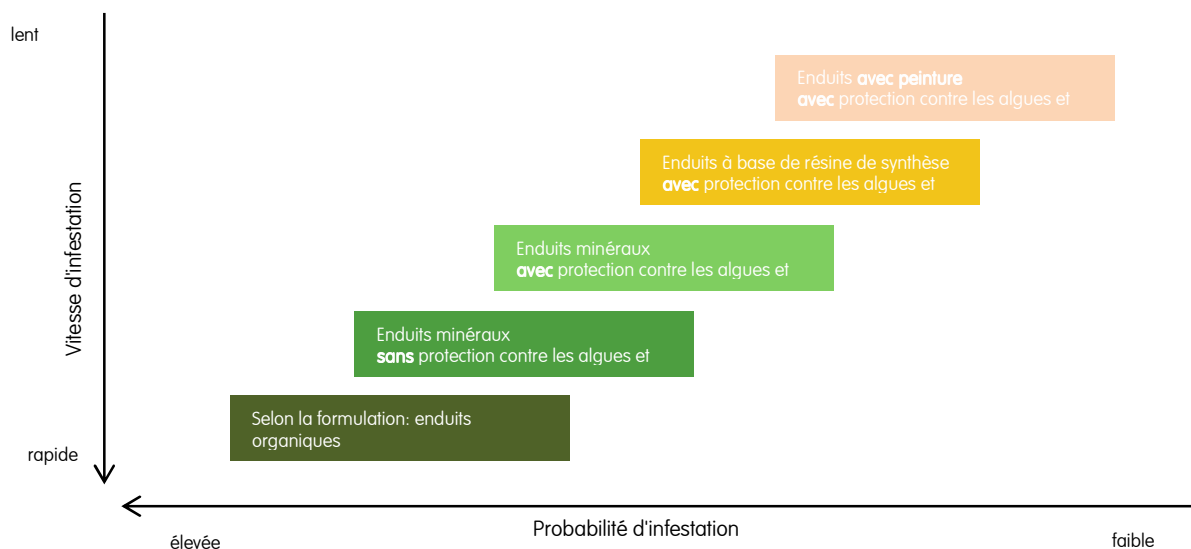 lent
Enduits avec peinture
avec protection contre les algues et
Enduits à base de résine de synthèse
avec protection contre les algues et
Vitesse d'infestation
Enduits minéraux
avec protection contre les algues et
Enduits minéraux
sans protection contre les algues et
Selon la formulation: enduits
organiques
rapide
Probabilité d'infestation
élevée
faible